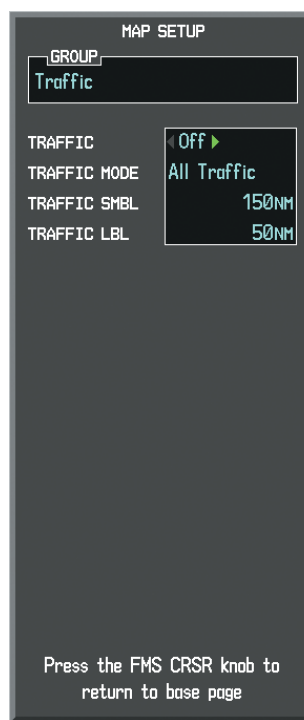 MAP SETUP
GROUP
Traffic
TRAFFIC Off
TRAFFIC MODE All Traffic
TRAFFIC SMBL 150NM
TRAFFIC LBL 50NM
Press the FMS CRSR knob to
return to base page